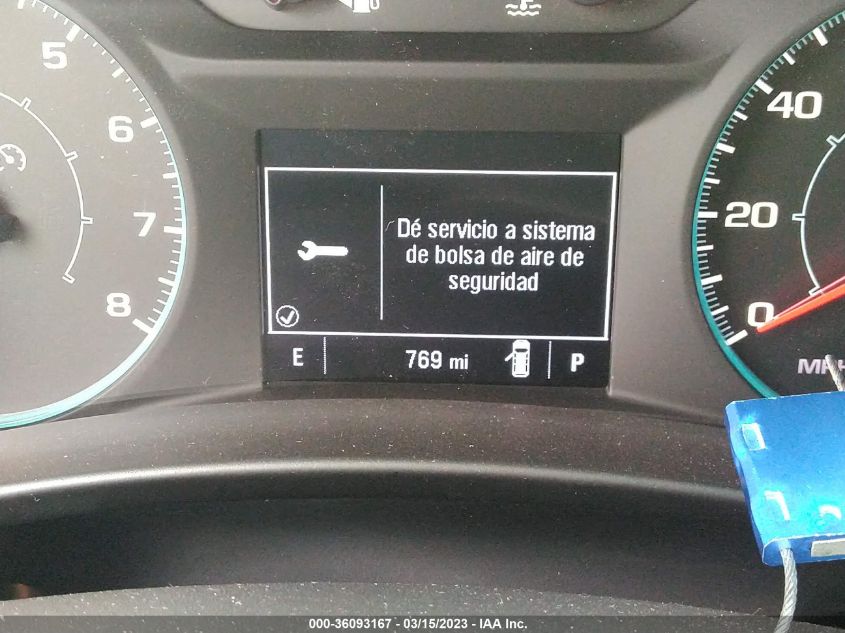 5
6
7
8
40
20
0
MPH
Dé servicio a sistema
de bolsa de aire de
seguridad
E 769 mi P
000-36093167 - 03/15/2023 - IAA Inc.